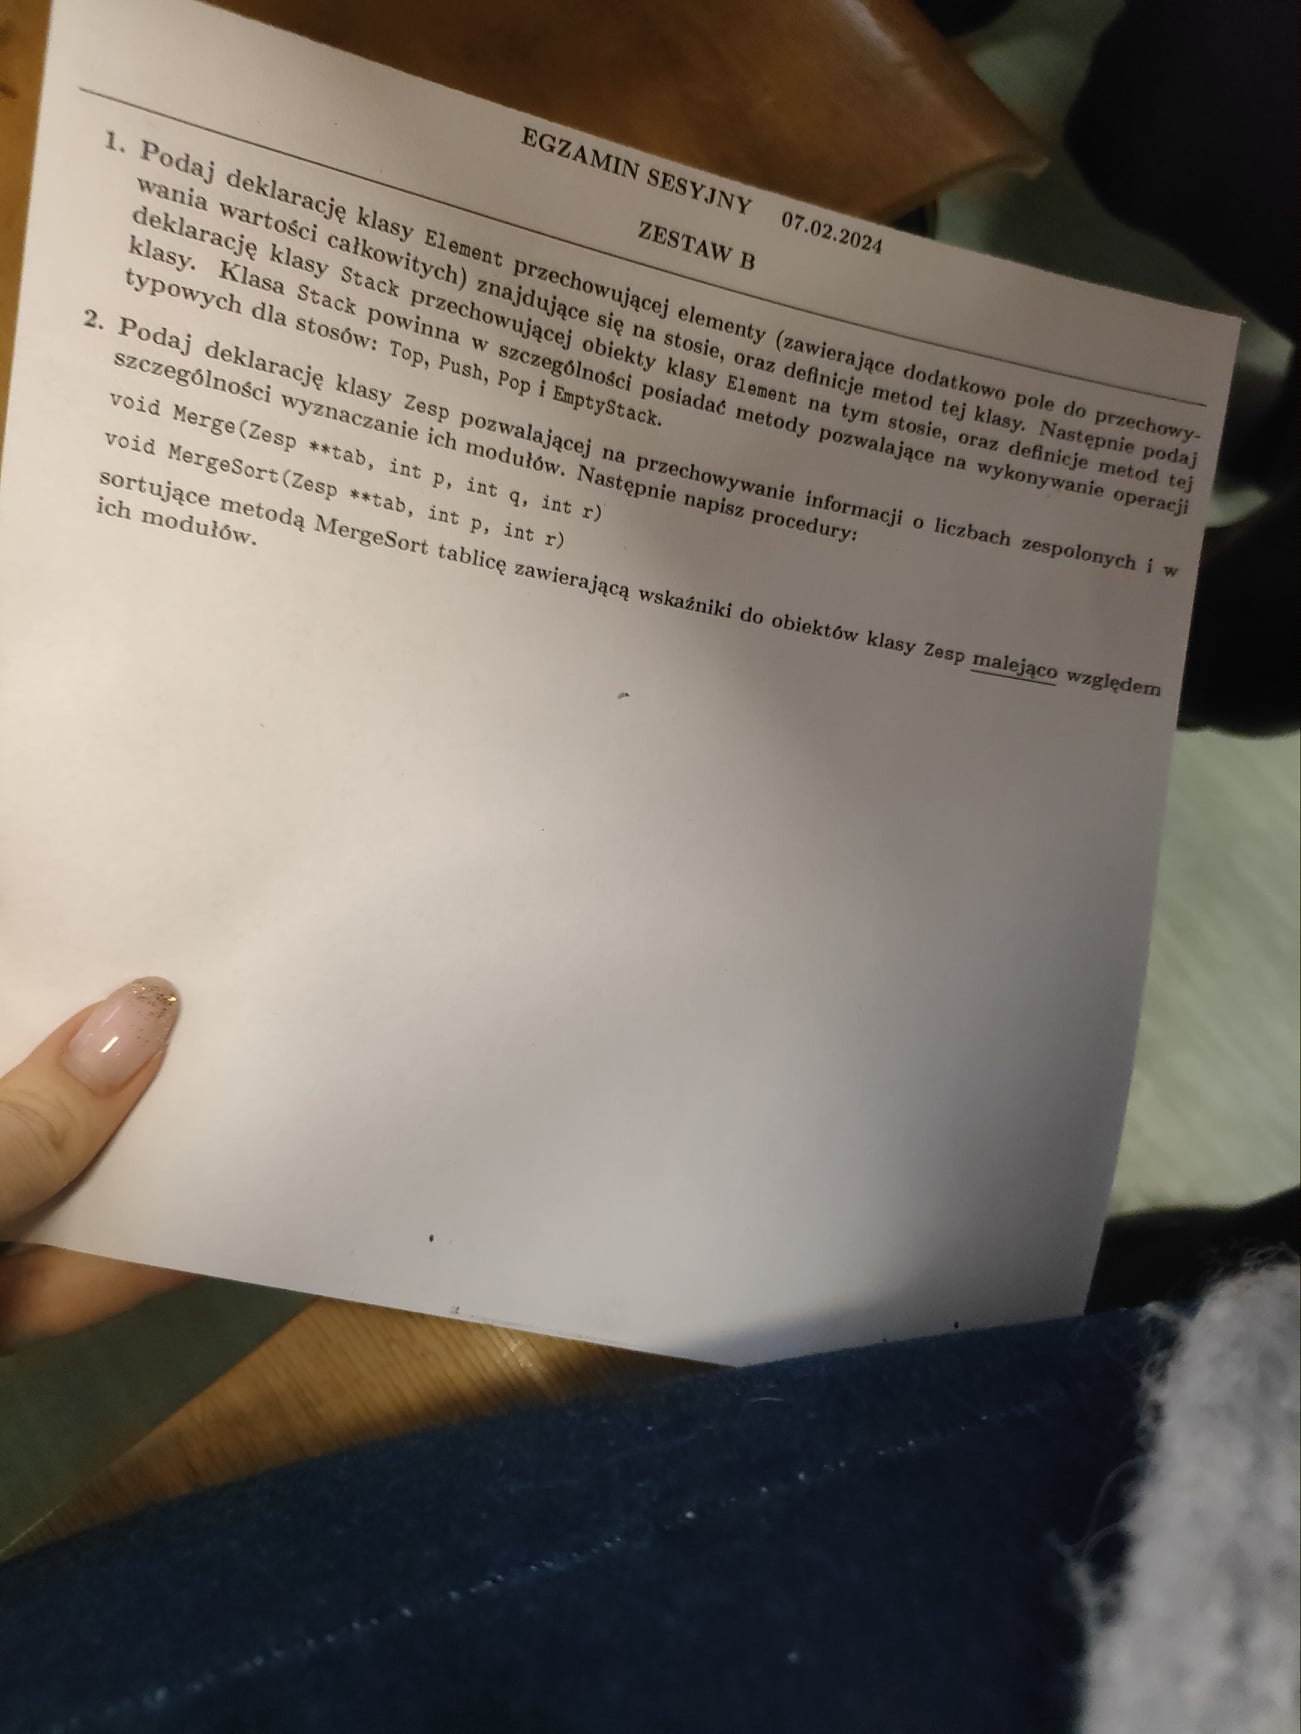 EGZAMIN SESYJNY 07.02.2024
ZESTAW B
1. Podaj deklarację klasy Element przechowującej elementy (zawierające dodatkowo pole do przechowy-
wania wartości całkowitych) znajdujące się na stosie, oraz definicje metod tej klasy. Następnie podaj
deklarację klasy Stack przechowującej obiekty klasy Element na tym stosie, oraz definicje metod tej
klasy. Klasa Stack powinna w szczególności posiadać metody pozwalające na wykonywanie operacji
typowych dla stosów: Top, Push, Pop i EmptyStack.
2. Podaj deklarację klasy Zesp pozwalającej na przechowywanie informacji o liczbach zespolonych i w
szczególności wyznaczanie ich modułów. Następnie napisz procedury:
void Merge(Zesp **tab, int p, int q, int r)
void MergeSort(Zesp **tab, int p, int r)
sortujące metodą MergeSort tablicę zawierającą wskaźniki do obiektów klasy Zesp malejąco względem
ich modułów.